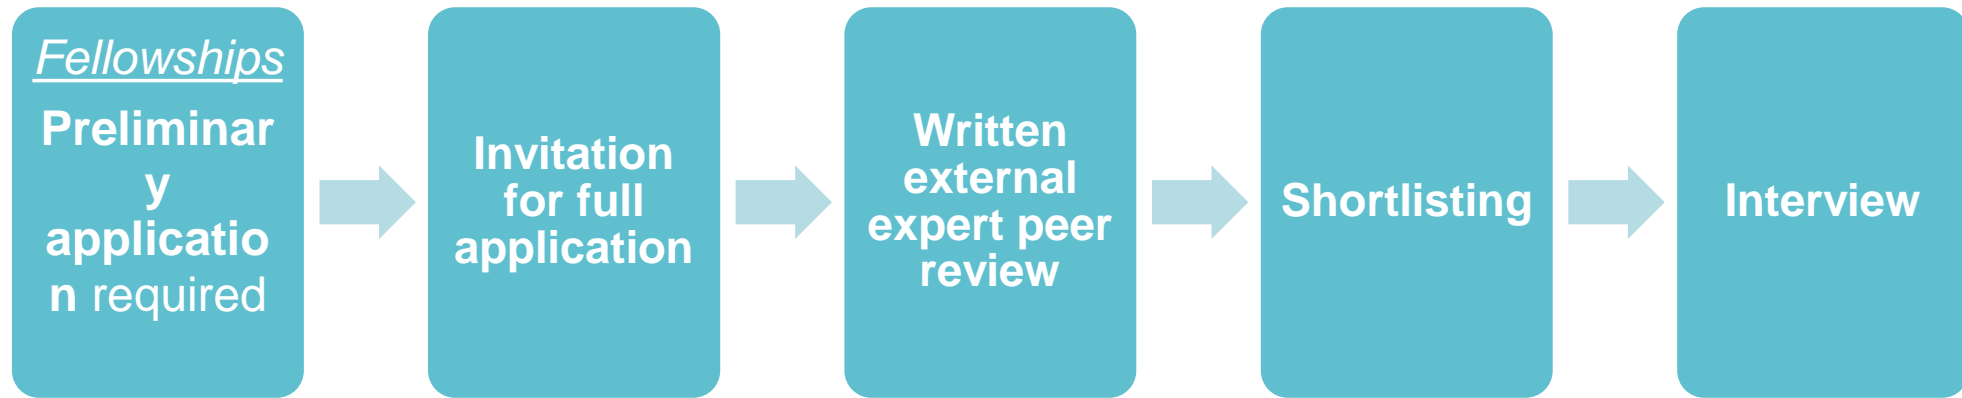 Fellowships
Preliminar
y
applicatio
n required
Invitation
for full
application
Written
external
expert peer
review
Shortlisting
Interview